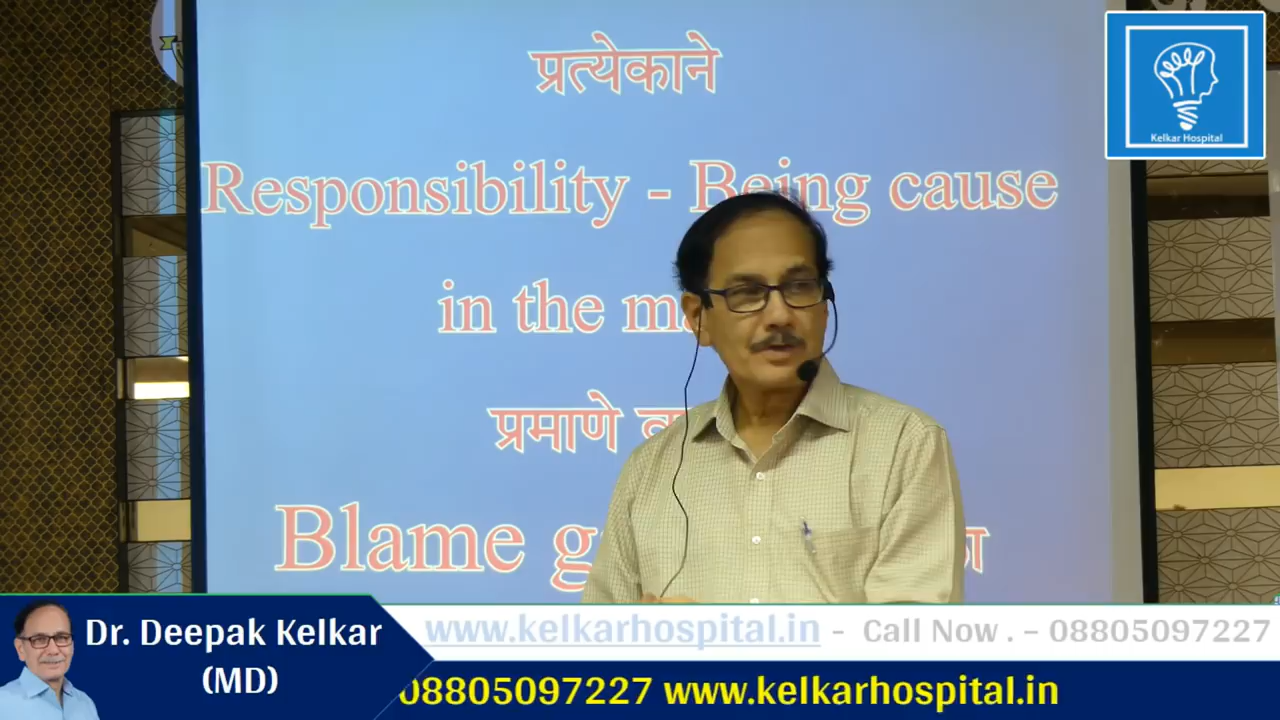 प्रत्येकाने
Responsibility - Being cause
in the
प्रमाणे
Blame
Kelkar Hospital
Dr. Deepak Kelkar
(MD)
www.kelkarhospital.in - Call Now . - 08805097227
08805097227 www.kelkarhospital.in